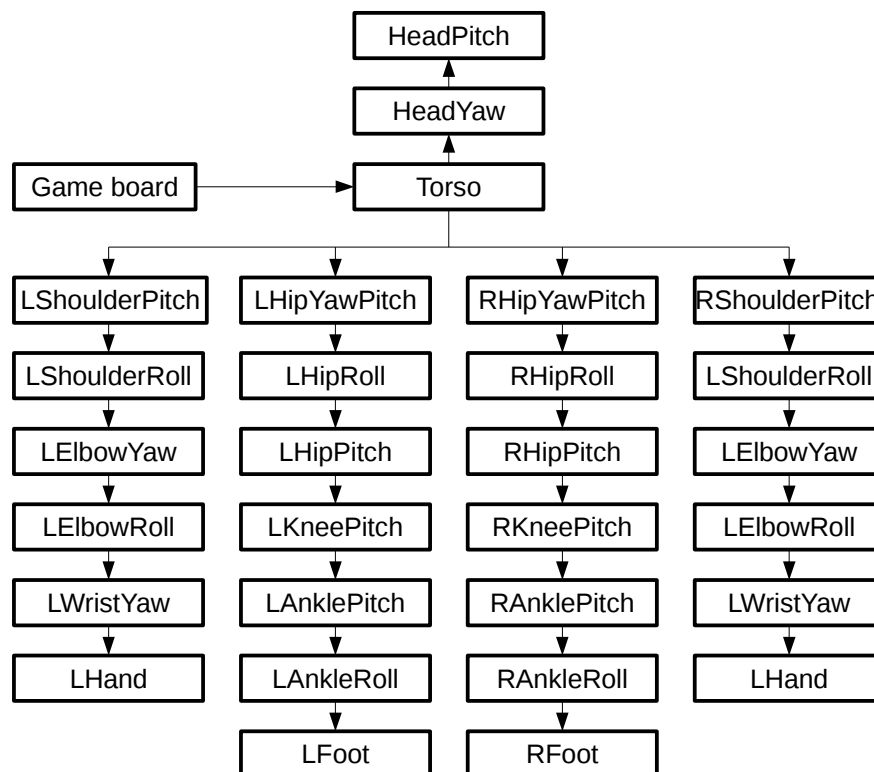 HeadPitch
HeadYaw
Game board
Torso
LShoulderPitch
LHipYawPitch
RHipYawPitch
RShoulderPitch
LShoulderRoll
LHipRoll
RHipRoll
LShoulderRoll
LElbowYaw
LHipPitch
RHipPitch
LElbowYaw
LElbowRoll
LKneePitch
RKneePitch
LElbowRoll
LWristYaw
LAnklePitch
RAnklePitch
LWristYaw
LHand
LAnkleRoll
RAnkleRoll
LHand
LFoot
RFoot